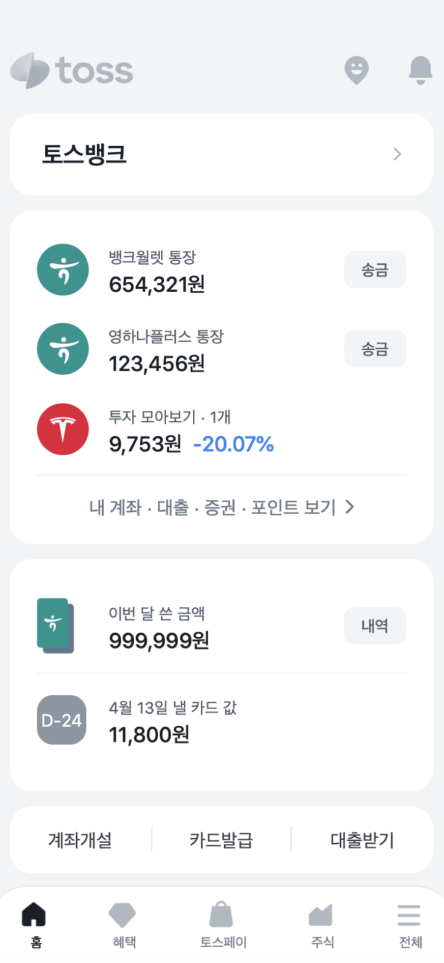 toss
토스뱅크
뱅크월렛 통장
654,321원
송금
영하나플러스 통장
123,456원
송금
투자 모아보기 · 1개
9,753원 -20.07%
내 계좌 · 대출 · 증권 · 포인트 보기
이번 달 쓴 금액
999,999원
내역
D-24
4월 13일 낼 카드 값
11,800원
계좌개설
카드발급
대출받기
홈
혜택
토스페이
주식
전체